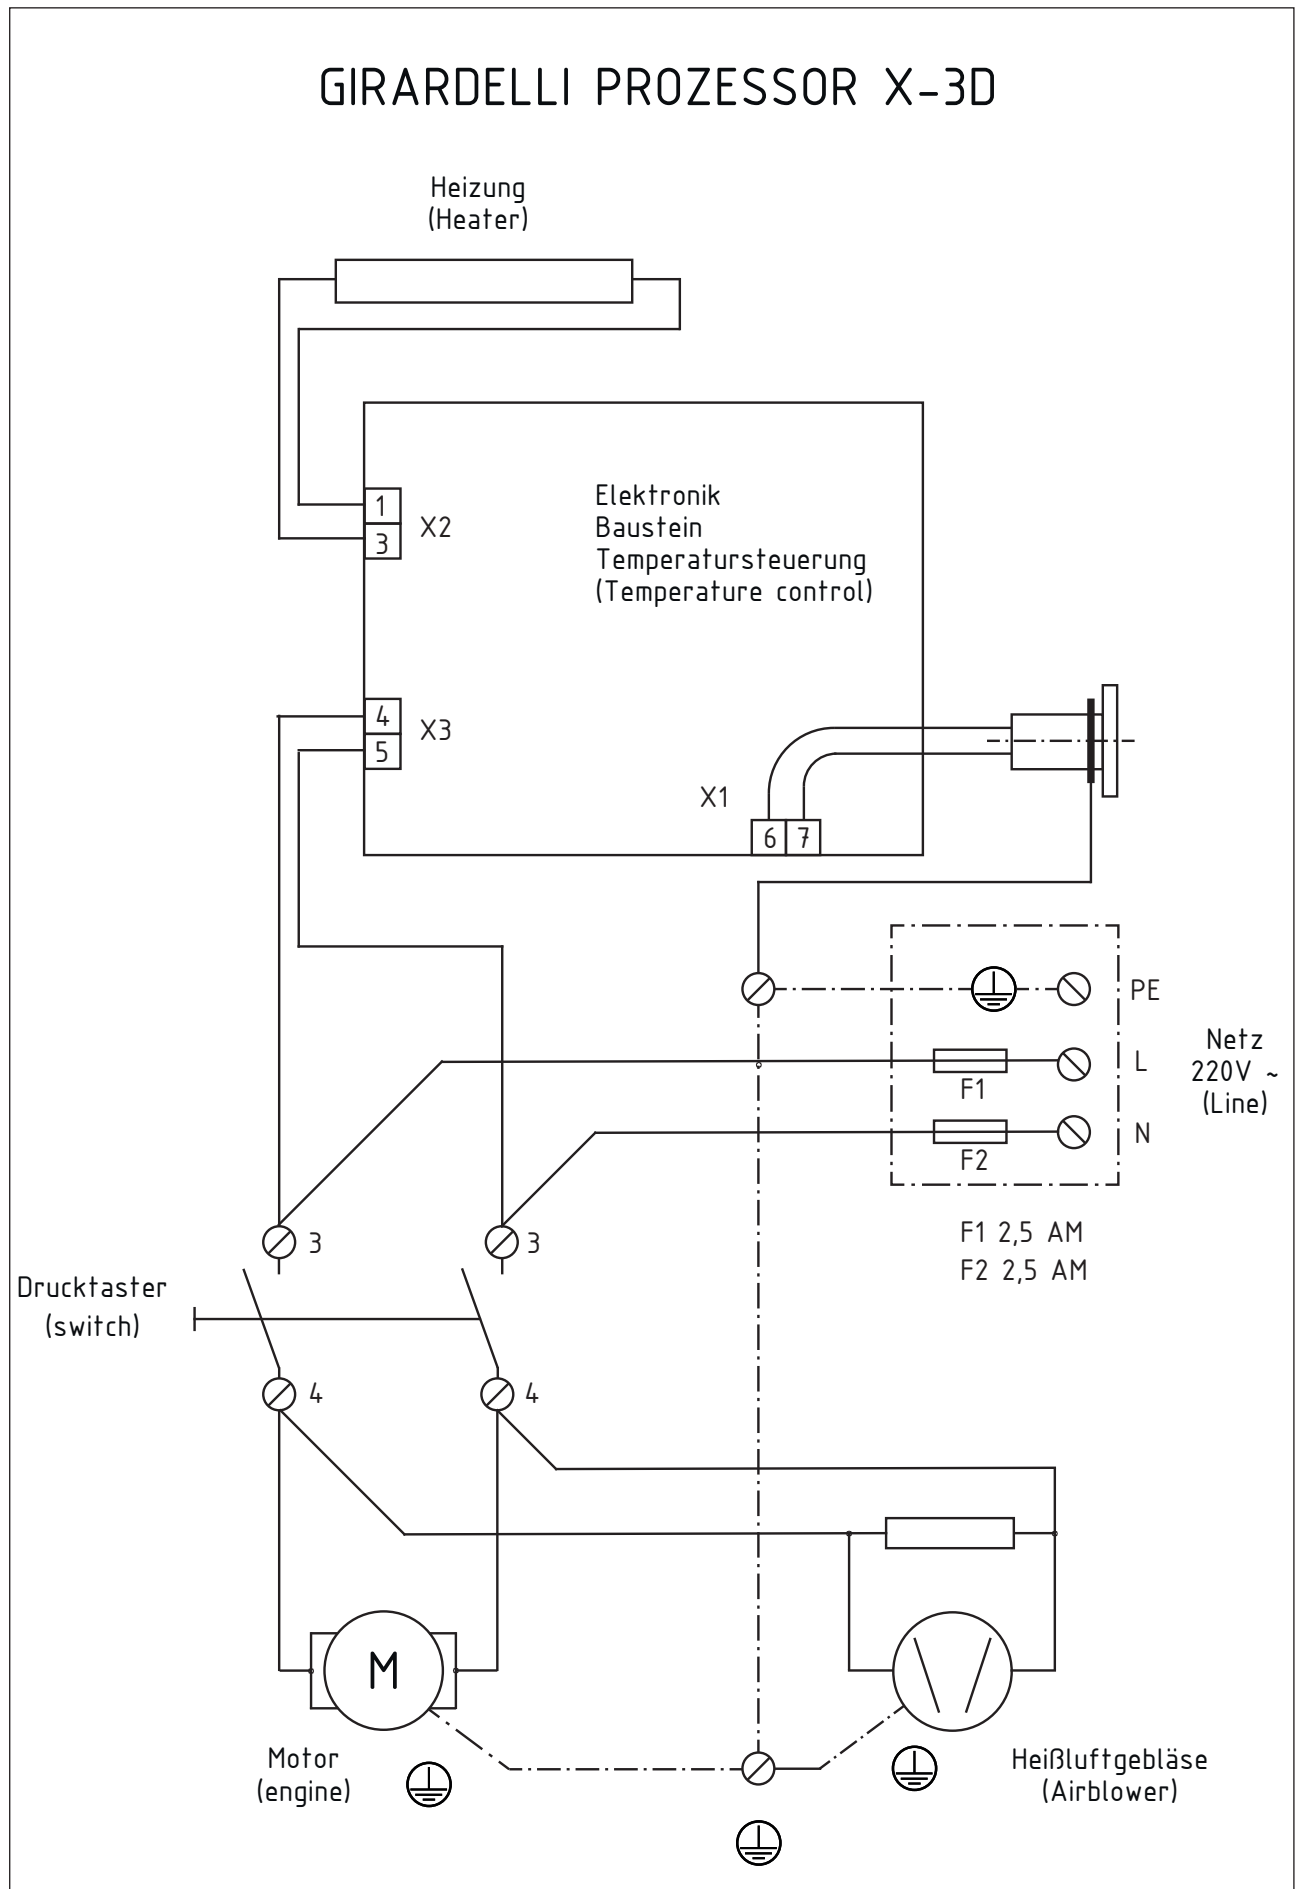 GIRARDELLI PROZESSOR X-3D
Heizung
(Heater)
1
3
X2
Elektronik
Baustein
Temperatursteuerung
(Temperature control)
4
5
X3
X1
6 7
PE
L
F1
N
F2
Netz
220V ~
(Line)
F1 2,5 AM
F2 2,5 AM
3
3
Drucktaster
(switch)
4
4
M
Motor
(engine)
Heißluftgebläse
(Airblower)